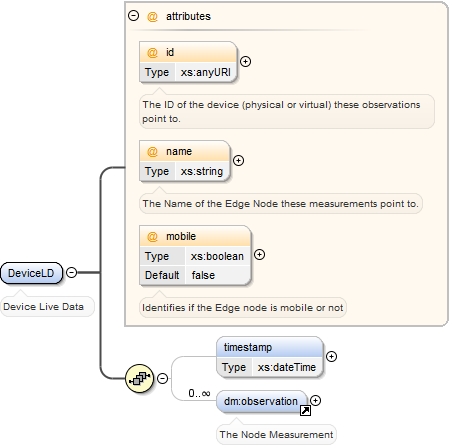 @ attributes
@ id
Type xs:anyURI
The ID of the device (physical or virtual) these observations
point to.
@ name
Type xs:string
The Name of the Edge Node these measurements point to.
@ mobile
Type xs:boolean
Default false
Identifies if the Edge node is mobile or not
DeviceLD
Device Live Data
timestamp
Type xs:dateTime
0..∞
dm:observation
The Node Measurement